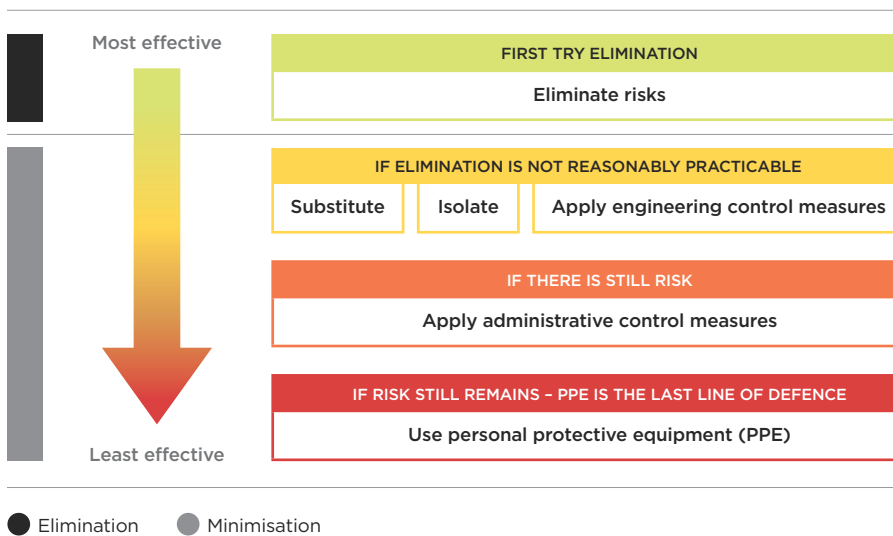 Most effective
FIRST TRY ELIMINATION
Eliminate risks
IF ELIMINATION IS NOT REASONABLY PRACTICABLE
Substitute
Isolate
Apply engineering control measures
IF THERE IS STILL RISK
Apply administrative control measures
IF RISK STILL REMAINS – PPE IS THE LAST LINE OF DEFENCE
Use personal protective equipment (PPE)
Least effective
Elimination
Minimisation